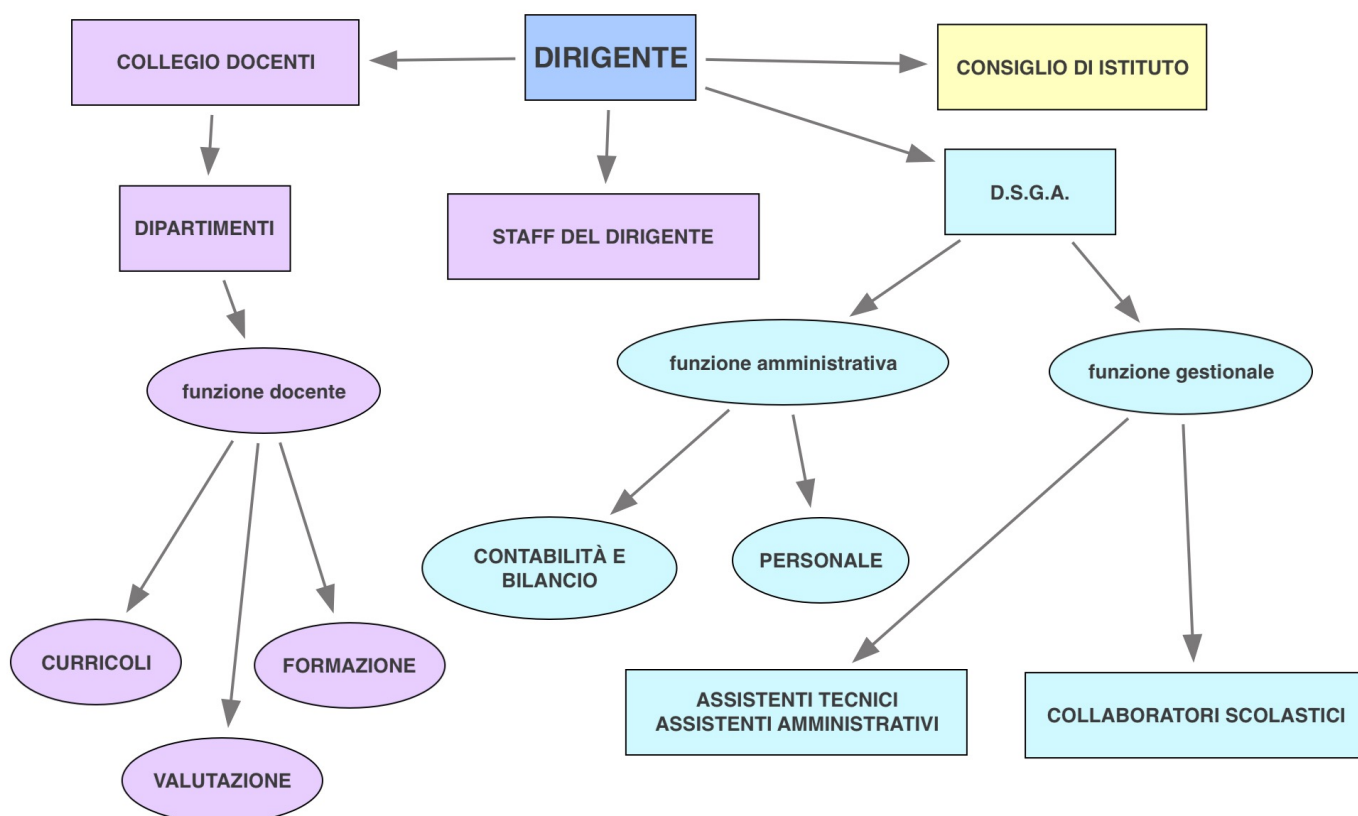 COLLEGIO DOCENTI
DIRIGENTE
CONSIGLIO DI ISTITUTO
DIPARTIMENTI
STAFF DEL DIRIGENTE
D.S.G.A.
funzione docente
funzione amministrativa
funzione gestionale
CONTABILITÀ E
BILANCIO
PERSONALE
CURRICOLI
FORMAZIONE
VALUTAZIONE
ASSISTENTI TECNICI
ASSISTENTI AMMINISTRATIVI
COLLABORATORI SCOLASTICI